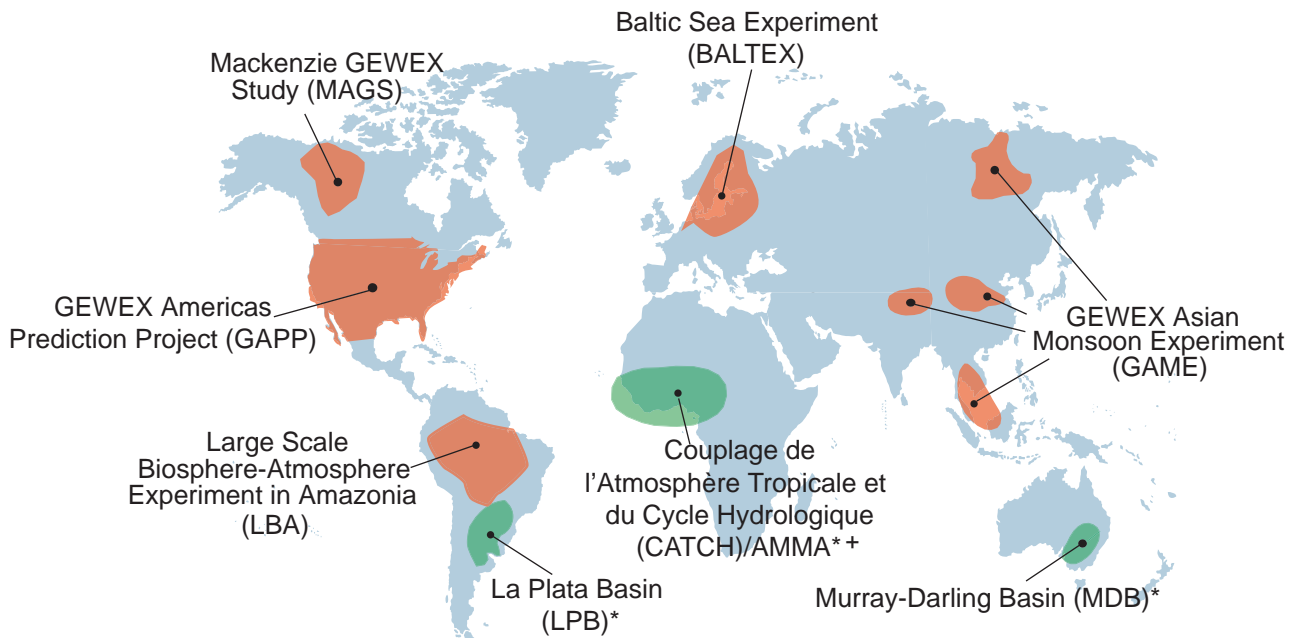 Baltic Sea Experiment
(BALTEX)
Mackenzie GEWEX
Study (MAGS)
GEWEX Americas
Prediction Project (GAPP)
GEWEX Asian
Monsoon Experiment
(GAME)
Large Scale
Biosphere-Atmosphere
Experiment in Amazonia
(LBA)
Couplage de
l’Atmosphère Tropicale et
du Cycle Hydrologique
(CATCH)/AMMA*+
La Plata Basin
(LPB)*
Murray-Darling Basin (MDB)*